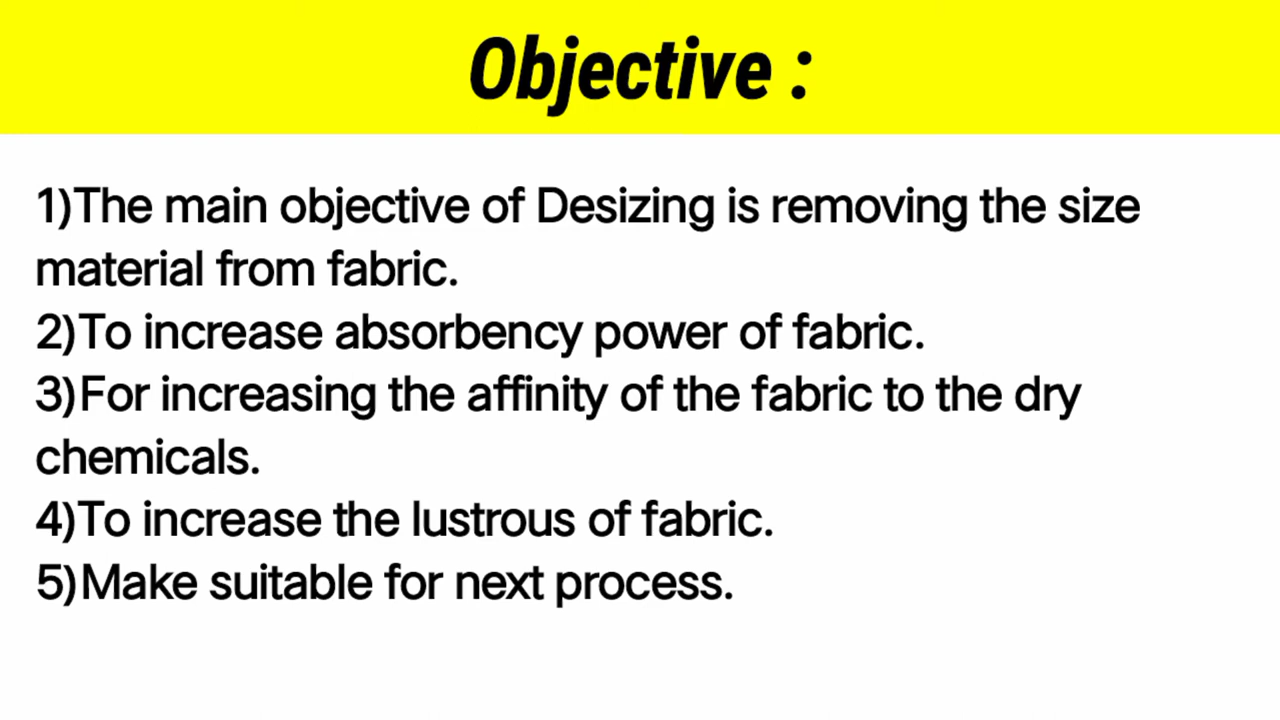 Objective :
1)The main objective of Desizing is removing the size
material from fabric.
2)To increase absorbency power of fabric.
3)For increasing the affinity of the fabric to the dry
chemicals.
4)To increase the lustrous of fabric.
5)Make suitable for next process.